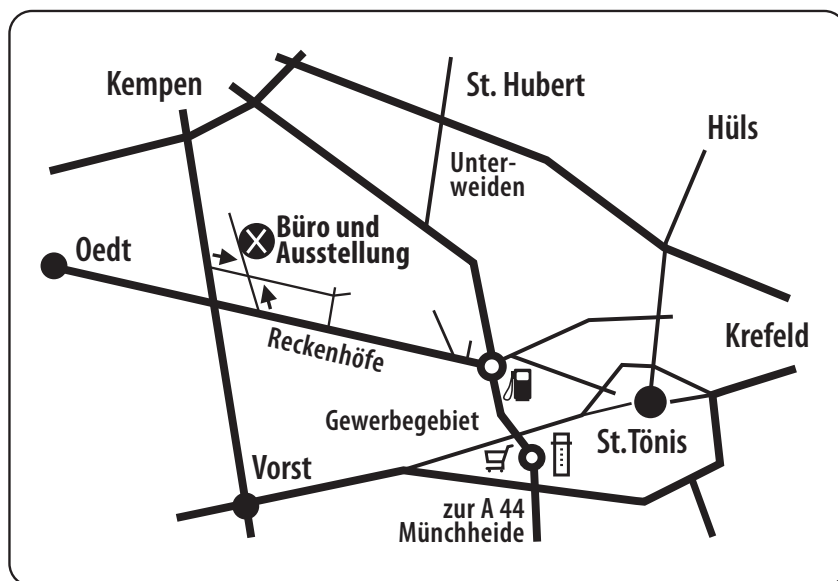 Kempen
St. Hubert
Hüls
Unter-
weiden
Büro und
Ausstellung
Oedt
X
Reckenhöfe
Krefeld
Gewerbegebiet
St.Tönis
Vorst
zur A 44
Münchheide